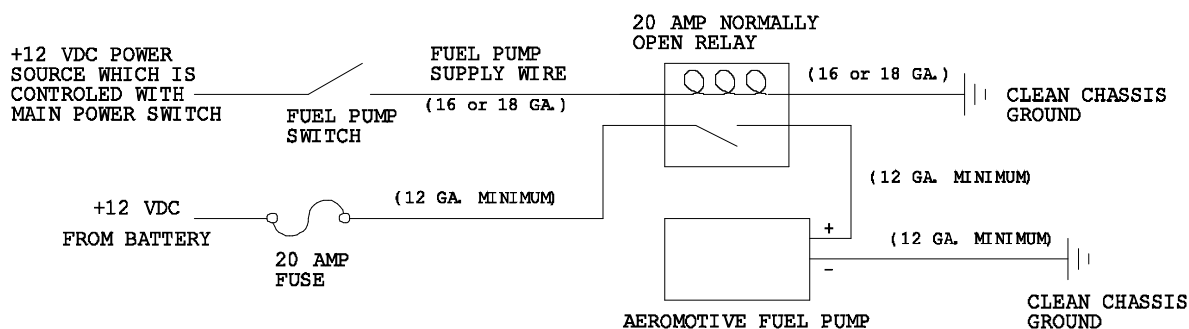 +12 VDC POWER
SOURCE WHICH IS
CONTROLED WITH
MAIN POWER SWITCH
FUEL PUMP
SWITCH
FUEL PUMP
SUPPLY WIRE
(16 or 18 GA.)
20 AMP NORMALLY
OPEN RELAY
(16 or 18 GA.)
CLEAN CHASSIS
GROUND
+12 VDC
FROM BATTERY
20 AMP
FUSE
(12 GA. MINIMUM)
(12 GA. MINIMUM)
+
-
(12 GA. MINIMUM)
AEROMOTIVE FUEL PUMP
CLEAN CHASSIS
GROUND